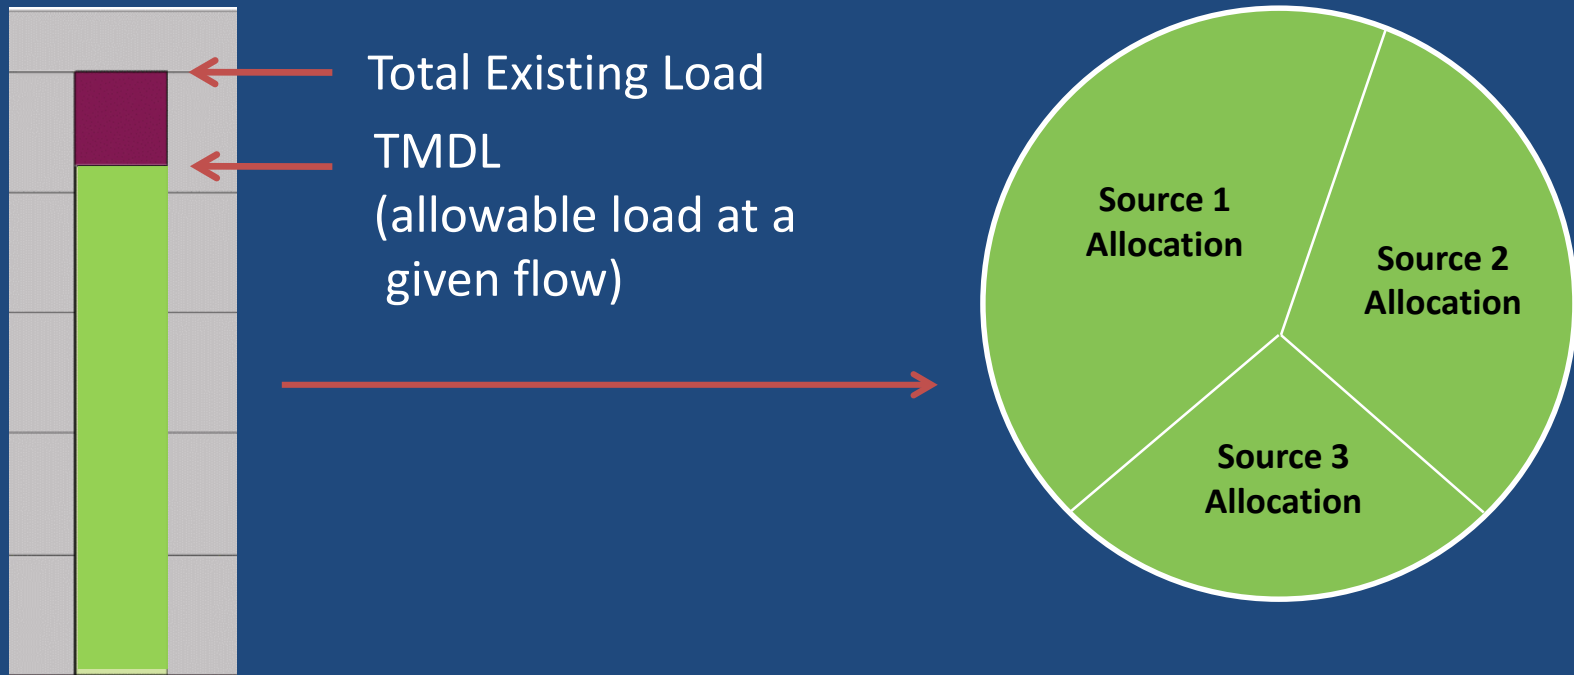 Total Existing Load
TMDL
(allowable load at a
given flow)
Source 1
Allocation
Source 2
Allocation
Source 3
Allocation